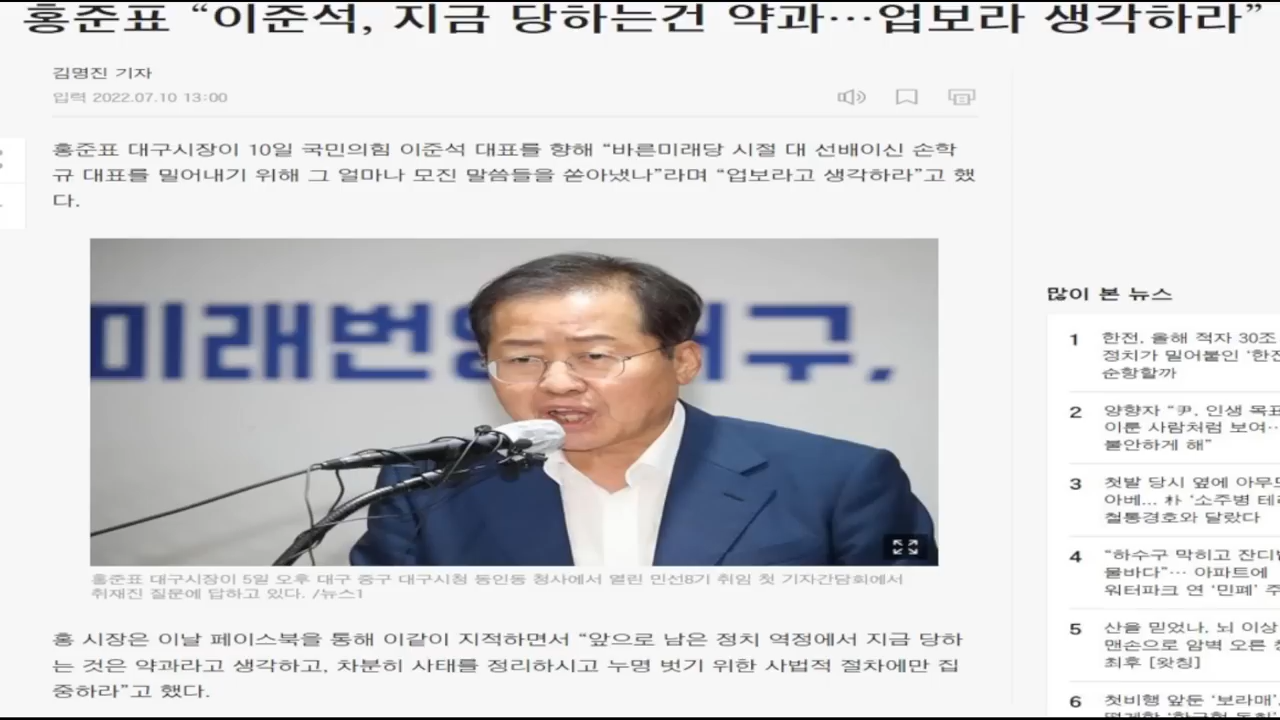 홍준표 “이준석, 지금 당하는건 약과…업보라 생각하라”
김명진 기자
입력 2022.07.10 13:00
홍준표 대구시장이 10일 국민의힘 이준석 대표를 향해 “바른미래당 시절 대 선배이신 손학
규 대표를 밀어내기 위해 그 얼마나 모진 말씀들을 쏟아냈나”라며 “업보라고 생각하라”고 했
다.
미래번영 대구,
홍준표 대구시장이 5일 오후 대구 중구 대구시청 동인동 청사에서 열린 민선8기 취임 첫 기자간담회에서
취재진 질문에 답하고 있다. /뉴스1
홍 시장은 이날 페이스북을 통해 이같이 지적하면서 “앞으로 남은 정치 역정에서 지금 당하
는 것은 약과라고 생각하고, 차분히 사태를 정리하시고 누명 벗기 위한 사법적 절차에만 집
중하라”고 했다.
많이 본 뉴스
1 한전, 올해 적자 30조
정치가 밀어붙인 ‘한전
순항할까
2 양향자 “尹, 인생 목표
이룬 사람처럼 보여…
불안하게 해”
3 첫발 당시 옆에 아무도
아베... 朴 ‘소주병 테러
철통경호와 달랐다
4 “하수구 막히고 잔디밭
물바다”… 아파트에
워터파크 연 ‘민폐’ 주
5 산을 믿었나, 뇌 이상
맨손으로 암벽 오른 천
최후 [왓칭]
6 첫비행 앞둔 ‘보라매’